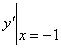 y'|x = −1